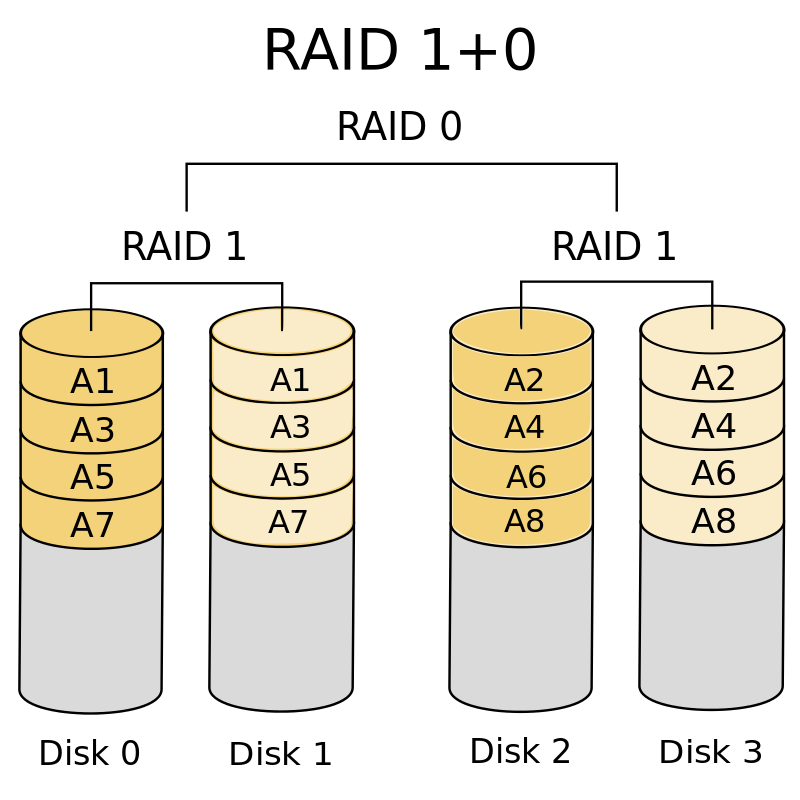 RAID 1+0
RAID 0
RAID 1
RAID 1
A1 A1 A2 A2
A3 A3 A4 A4
A5 A5 A6 A6
A7 A7 A8 A8
Disk 0 Disk 1 Disk 2 Disk 3